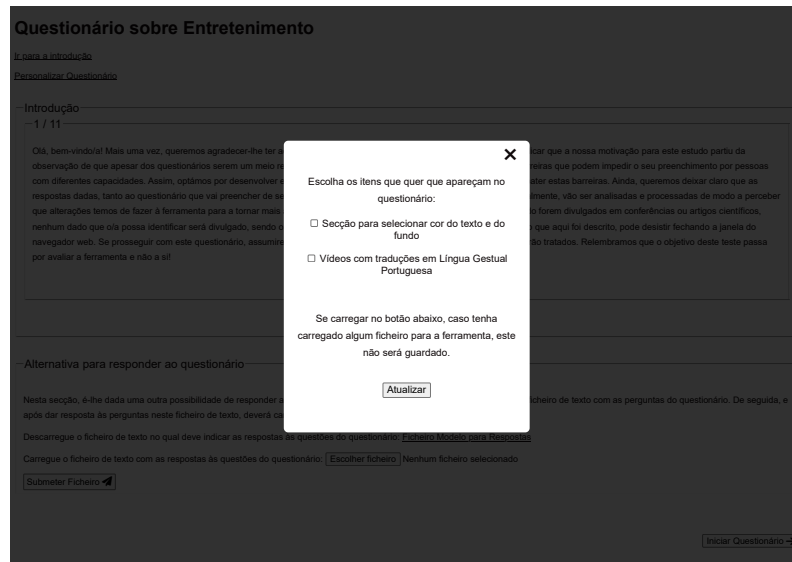 Questionário sobre Entretenimento
Ir para a introdução
Personalizar Questionário
Introdução
1 / 11
Olá, bem-vindo/a! Mais uma vez, queremos agradecer-lhe ter a
icar que a nossa motivação para este estudo partiu da
observação de que apesar dos questionários serem um meio re
reiras que podem impedir o seu preenchimento por pessoas
com diferentes capacidades. Assim, optámos por desenvolver e
ater estas barreiras. Ainda, queremos deixar claro que as
respostas dadas, tanto ao questionário que vai preencher de se
lmente, vão ser analisadas e processadas de modo a perceber
que alterações temos de fazer à ferramenta para a tornar mais
do forem divulgados em conferências ou artigos científicos,
nenhum dado que o/a possa identificar será divulgado, sendo o
que aqui foi descrito, pode desistir fechando a janela do
navegador web. Se prosseguir com este questionário, assumire
rão tratados. Relembramos que o objetivo deste teste passa
por avaliar a ferramenta e não a si!
×
Escolha os itens que quer que apareçam no
questionário:
Secção para selecionar cor do texto e do
fundo
Vídeos com traduções em Língua Gestual
Portuguesa
Se carregar no botão abaixo, caso tenha
carregado algum ficheiro para a ferramenta, este
não será guardado.
Atualizar
Alternativa para responder ao questionário
Nesta secção, é-lhe dada uma outra possibilidade de responder a
icheiro de texto com as perguntas do questionário. De seguida, e
após dar resposta às perguntas neste ficheiro de texto, deverá ca
Descarregue o ficheiro de texto no qual deve indicar as respostas às questões do questionário: Ficheiro Modelo para Respostas
Carregue o ficheiro de texto com as respostas às questões do questionário: Escolher ficheiro Nenhum ficheiro selecionado
Submeter Ficheiro
Iniciar Questionário